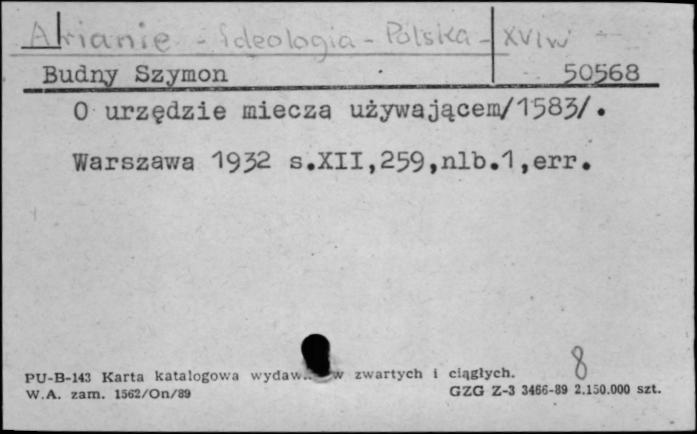 Arianie - ideologia - Polska - XVIw
Budny Szymon 50568
O urzędzie miecza używającem/1583/.
Warszawa 1932 s.XII,259,nlb.1,err.
8
PU-B-143 Karta katalogowa wydaw. w zwartych i ciągłych.
W.A. zam. 1562/On/89 GZG Z-3 3466-89 2.150.000 szt.